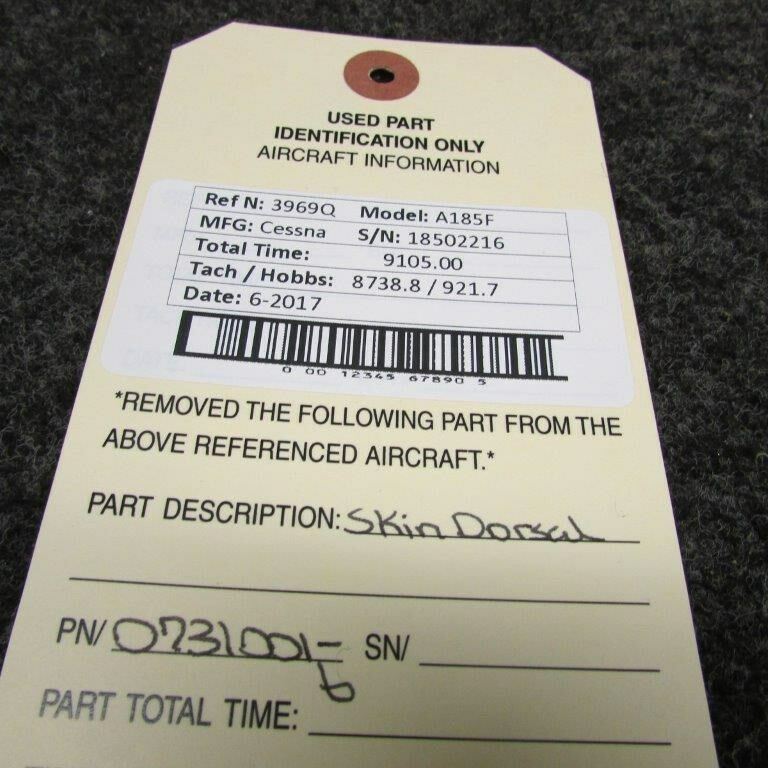 USED PART
IDENTIFICATION ONLY
AIRCRAFT INFORMATION
Ref N: 3969Q Model: A185F
MFG: Cessna S/N: 18502216
Total Time: 9105.00
Tach / Hobbs: 8738.8 / 921.7
Date: 6-2017
0 00 12345 67890 5
*REMOVED THE FOLLOWING PART FROM THE
ABOVE REFERENCED AIRCRAFT.*
PART DESCRIPTION: Skin Dorsal
PN/ 0731001-6 SN/
PART TOTAL TIME: